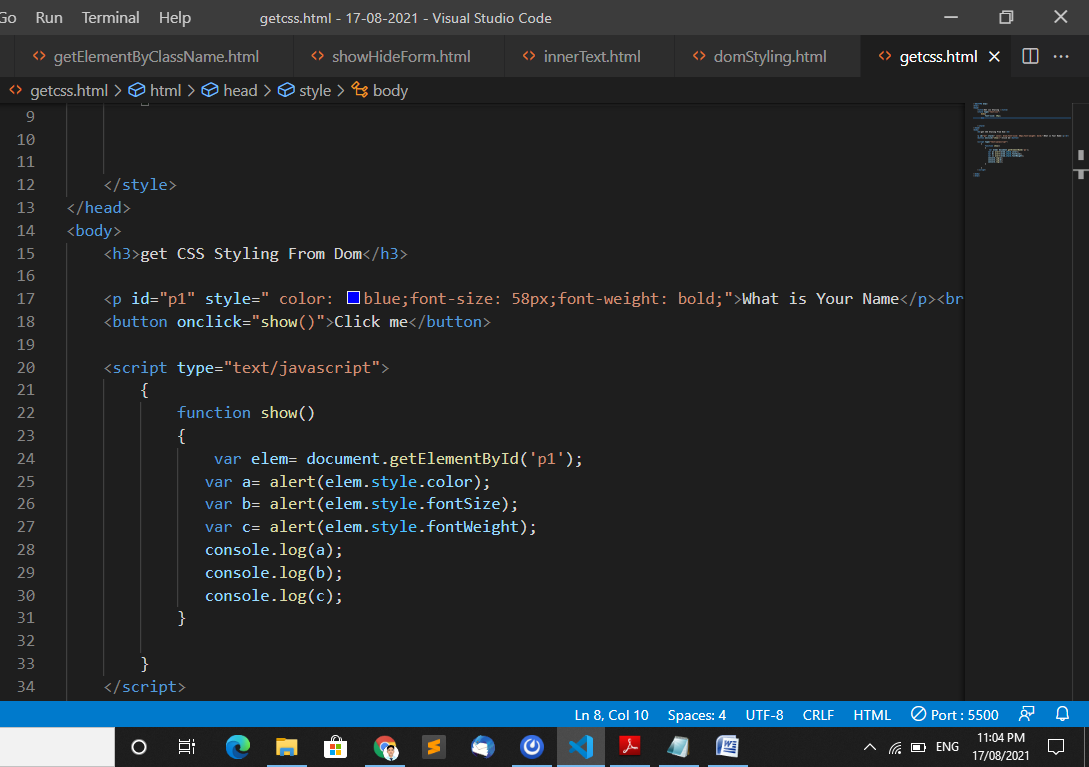 Go Run Terminal Help getcss.html - 17-08-2021 - Visual Studio Code
getElementByClassName.html showHideForm.html innerText.html domStyling.html getcss.html
getcss.html > html > head > style > body
9
10
11
12 </style>
13 </head>
14 <body>
15 <h3>get CSS Styling From Dom</h3>
16
17 <p id="p1" style=" color: blue;font-size: 58px;font-weight: bold;">What is Your Name</p><br
18 <button onclick="show()">Click me</button>
19
20 <script type="text/javascript">
21 {
22 function show()
23 {
24 var elem= document.getElementById('p1');
25 var a= alert(elem.style.color);
26 var b= alert(elem.style.fontSize);
27 var c= alert(elem.style.fontWeight);
28 console.log(a);
29 console.log(b);
30 console.log(c);
31 }
32
33 }
34 </script>
Ln 8, Col 10 Spaces: 4 UTF-8 CRLF HTML Port : 5500
ENG 11:04 PM
17/08/2021